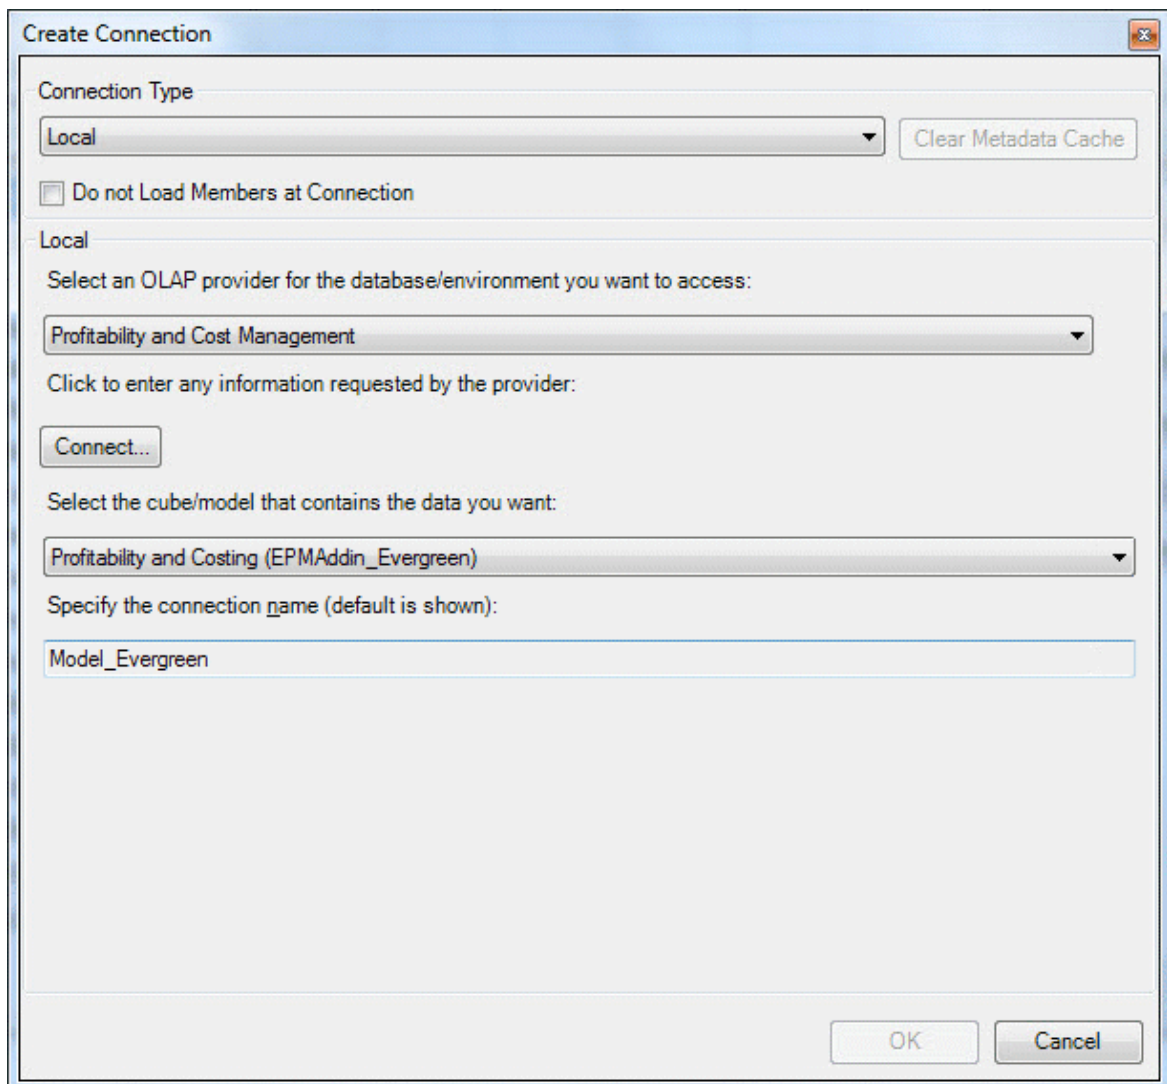 Create Connection
Connection Type
Local
Clear Metadata Cache
Do not Load Members at Connection
Local
Select an OLAP provider for the database/environment you want to access:
Profitability and Cost Management
Click to enter any information requested by the provider:
Connect...
Select the cube/model that contains the data you want:
Profitability and Costing (EPMAddin_Evergreen)
Specify the connection name (default is shown):
Model_Evergreen
OK
Cancel